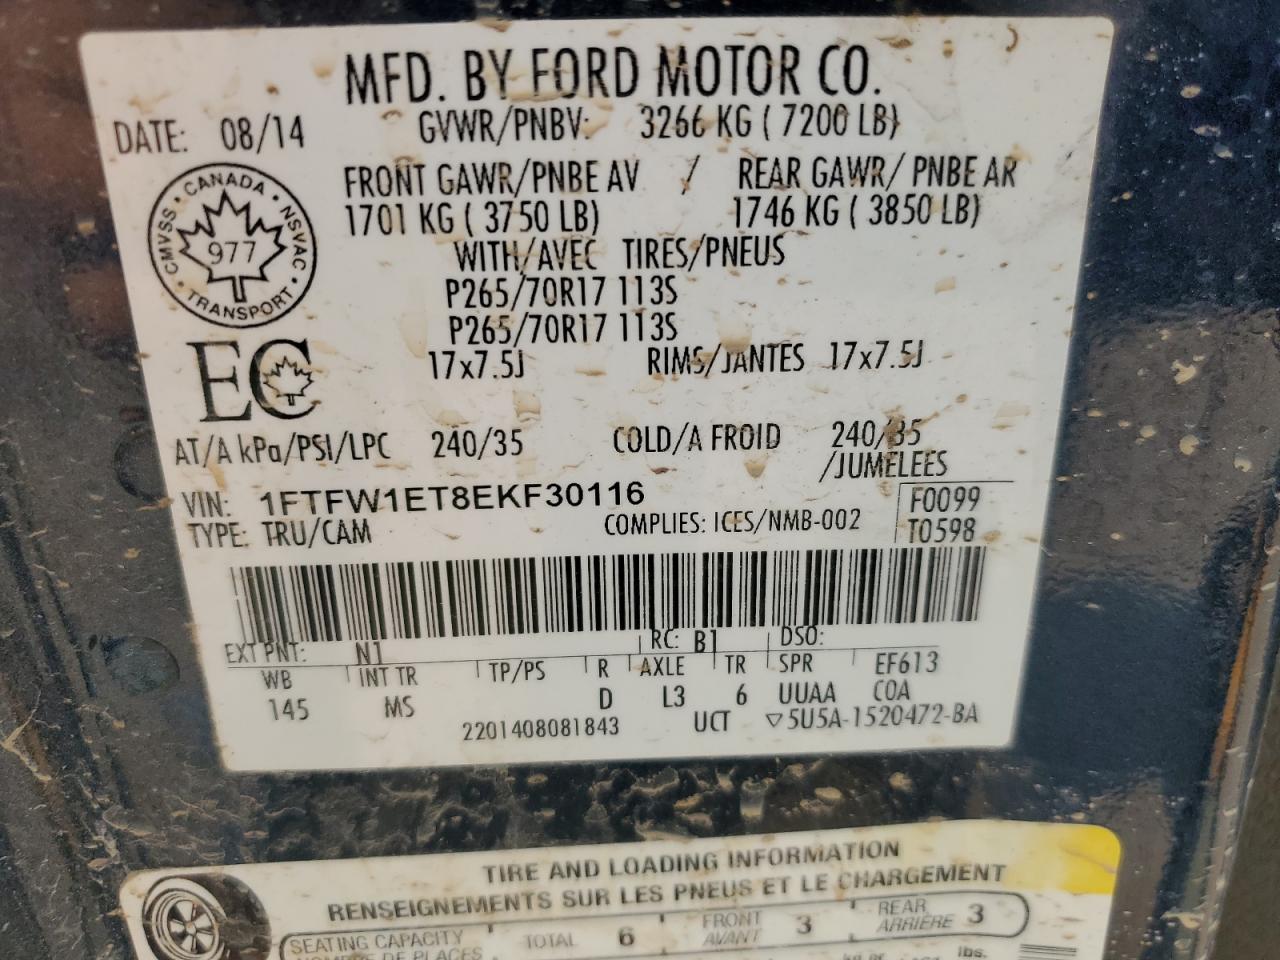 MFD. BY FORD MOTOR CO.
DATE: 08/14 GVWR/PNBV: 3266 KG ( 7200 LB)
FRONT GAWR/PNBE AV / REAR GAWR/ PNBE AR
1701 KG ( 3750 LB) 1746 KG ( 3850 LB)
WITH/AVEC TIRES/PNEUS
P265/70R17 113S
P265/70R17 113S
17x7.5J RIMS/JANTES 17x7.5J
CANADA · NSVAC · TRANSPORT · CMVSS ·
977
EC
AT/A kPa/PSI/LPC 240/35 COLD/A FROID 240/35
/JUMELEES
VIN: 1FTFW1ET8EKF30116 F0099
TYPE: TRU/CAM COMPLIES: ICES/NMB-002 T0598
EXT PNT: N1 RC: B1 DSO:
WB INT TR TP/PS R AXLE TR SPR EF613
145 MS D L3 6 UUAA COA
2201408081843 UCT ▽5U5A-1520472-BA
TIRE AND LOADING INFORMATION
RENSEIGNEMENTS SUR LES PNEUS ET LE CHARGEMENT
SEATING CAPACITY TOTAL 6 FRONT 3 REAR 3
NOMBRE DE PLACES AVANT ARRIÈRE
lbs.